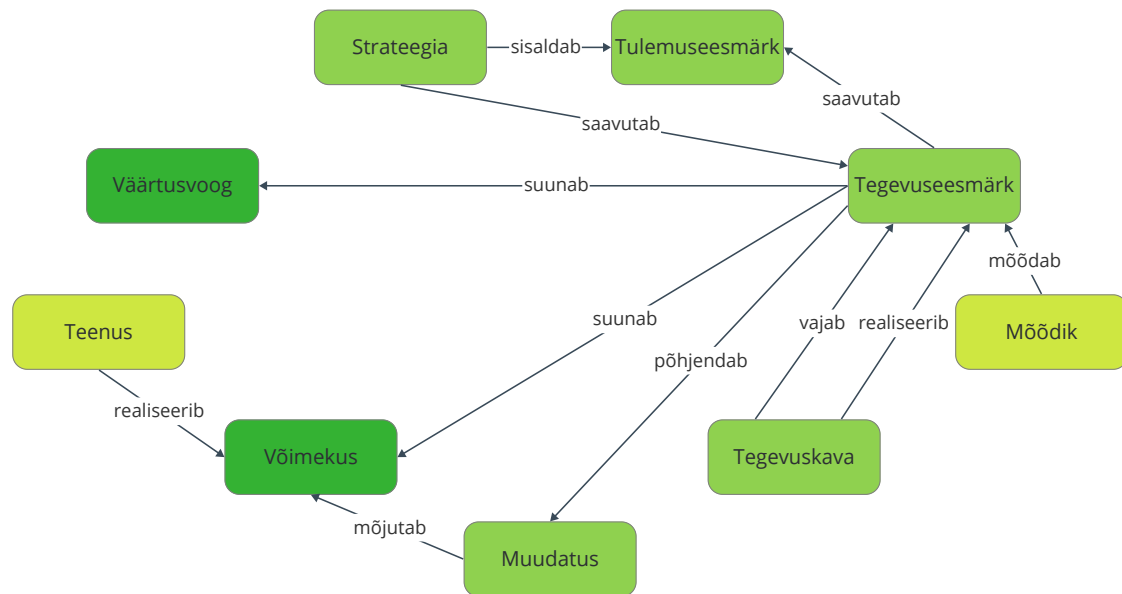 Strateegia
sisaldab
Tulemuseesmärk
saavutab
saavutab
Väärtusvoog
suunab
Tegevuseesmärk
mõõdab
Teenus
suunab
vajab
realiseerib
Mõõdik
põhjendab
realiseerib
Võimekus
Tegevuskava
mõjutab
Muudatus